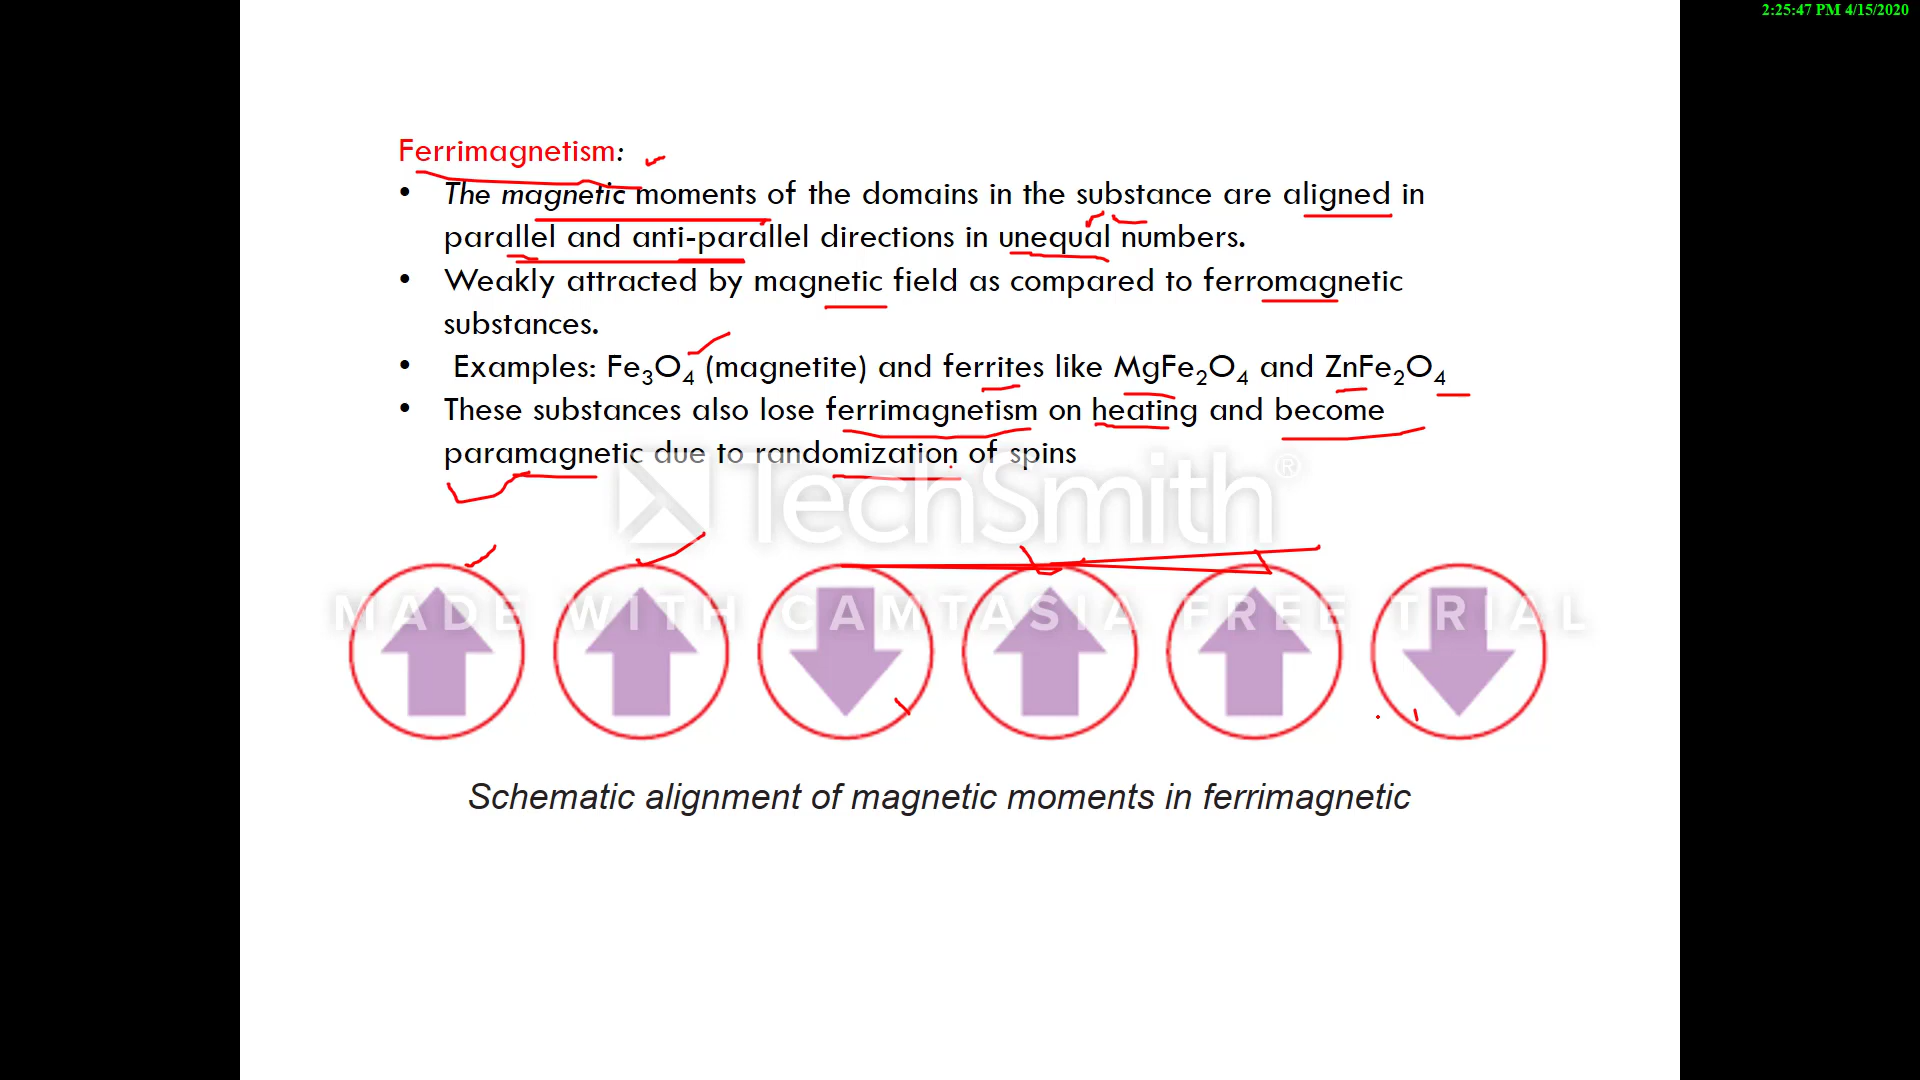 2:25:47 PM 4/15/2020
Ferrimagnetism:
• The magnetic moments of the domains in the substance are aligned in
parallel and anti-parallel directions in unequal numbers.
• Weakly attracted by magnetic field as compared to ferromagnetic
substances.
• Examples: Fe₃O₄ (magnetite) and ferrites like MgFe₂O₄ and ZnFe₂O₄
• These substances also lose ferrimagnetism on heating and become
paramagnetic due to randomization of spins
TechSmith®
MADE WITH CAMTASIA FREE TRIAL
Schematic alignment of magnetic moments in ferrimagnetic